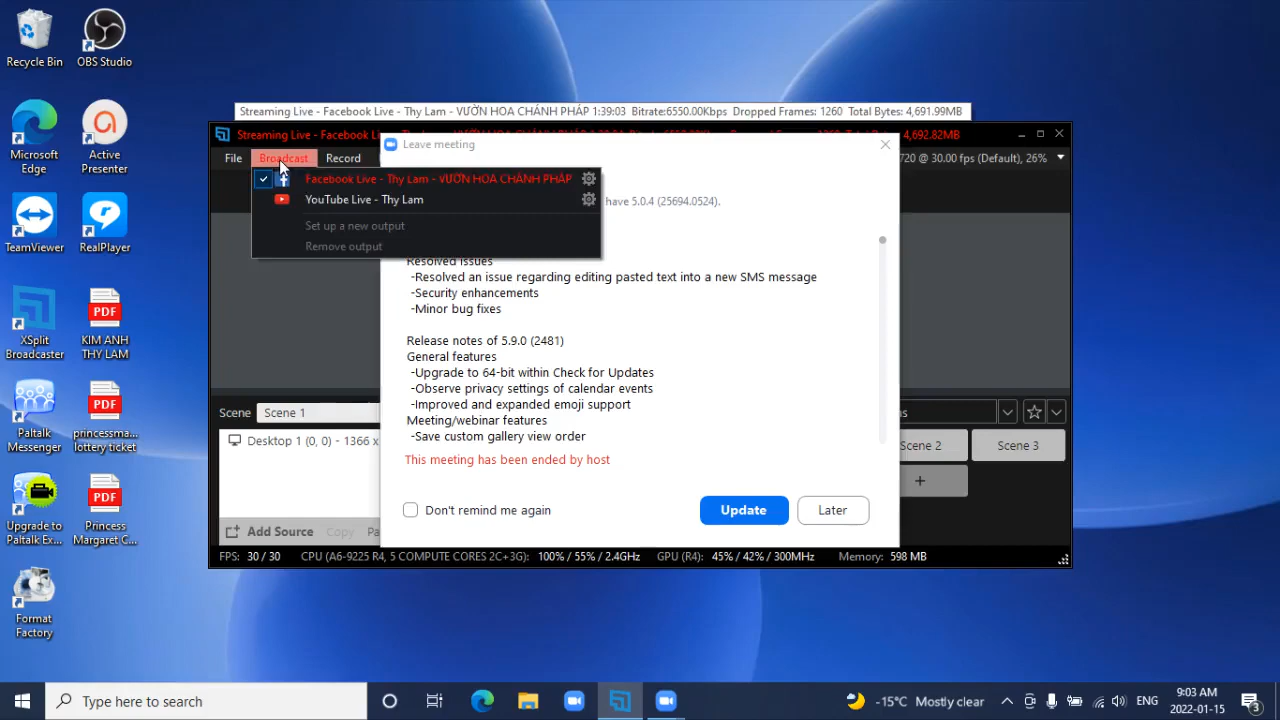 Recycle Bin
OBS Studio
Microsoft
Edge
Active
Presenter
TeamViewer
RealPlayer
XSplit
Broadcaster
KIM ANH
THY LAM
Paltalk
Messenger
princessma...
lottery ticket
Upgrade to
Paltalk Ex...
Princess
Margaret C...
Format
Factory
PDF
PDF
PDF
Streaming Live - Facebook Live - Thy Lam - VƯỜN HOA CHÁNH PHÁP 1:39:03 Bitrate:6550.00Kbps Dropped Frames: 1260 Total Bytes: 4,691.99MB
Streaming Live - Facebook Li
4,692.82MB
File Broadcast Record
720 @ 30.00 fps (Default), 26%
Facebook Live - Thy Lam - VƯỜN HOA CHÁNH PHÁP
YouTube Live - Thy Lam
Set up a new output
Remove output
Leave meeting
have 5.0.4 (25694.0524).
Resolved issues
-Resolved an issue regarding editing pasted text into a new SMS message
-Security enhancements
-Minor bug fixes
Release notes of 5.9.0 (2481)
General features
-Upgrade to 64-bit within Check for Updates
-Observe privacy settings of calendar events
-Improved and expanded emoji support
Meeting/webinar features
-Save custom gallery view order
This meeting has been ended by host
Don't remind me again
Update
Later
Scene Scene 1
Desktop 1 (0, 0) - 1366 x
Add Source Copy Pa
ns
Scene 2
Scene 3
+
FPS: 30 / 30 CPU (A6-9225 R4, 5 COMPUTE CORES 2C+3G): 100% / 55% / 2.4GHz GPU (R4): 45% / 42% / 300MHz Memory: 598 MB
Type here to search
-15°C Mostly clear
ENG
9:03 AM
2022-01-15
3